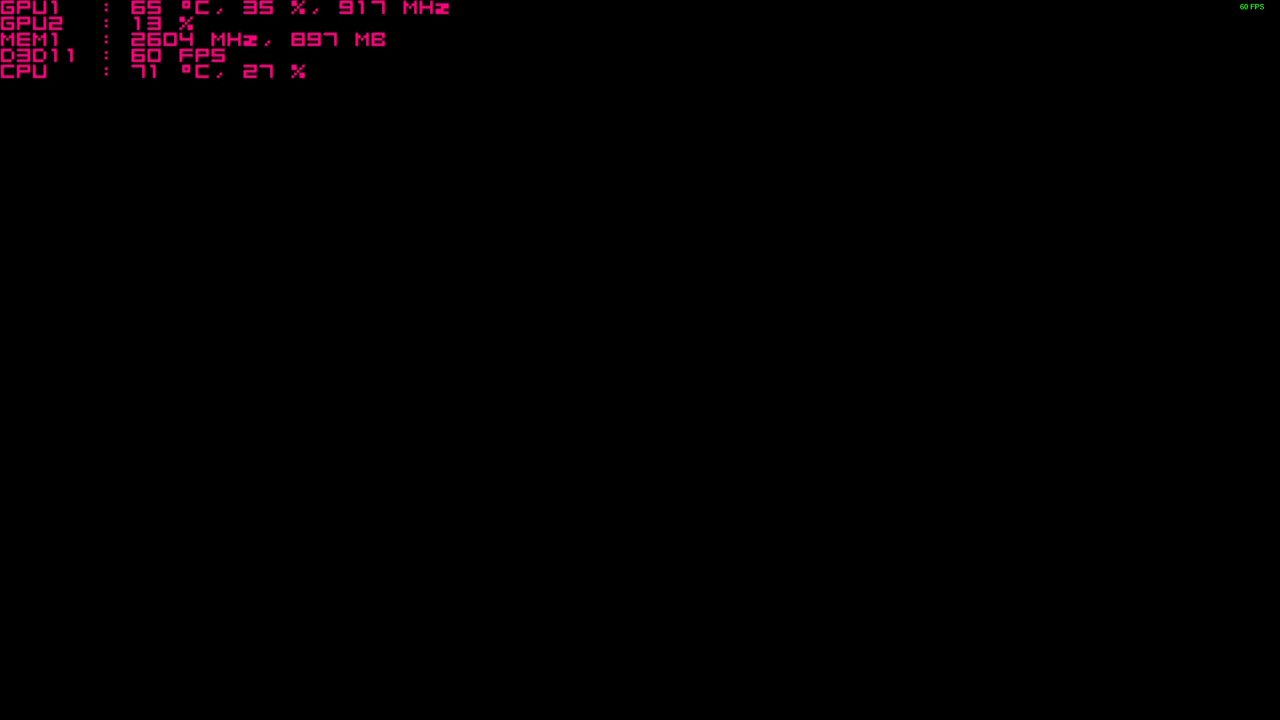 GPU1 : 65 °C, 35 %, 917 MHz
60 FPS
GPU2 : 13 %
MEM1 : 2604 MHz, 897 MB
D3D11 : 60 FPS
CPU : 71 °C, 27 %